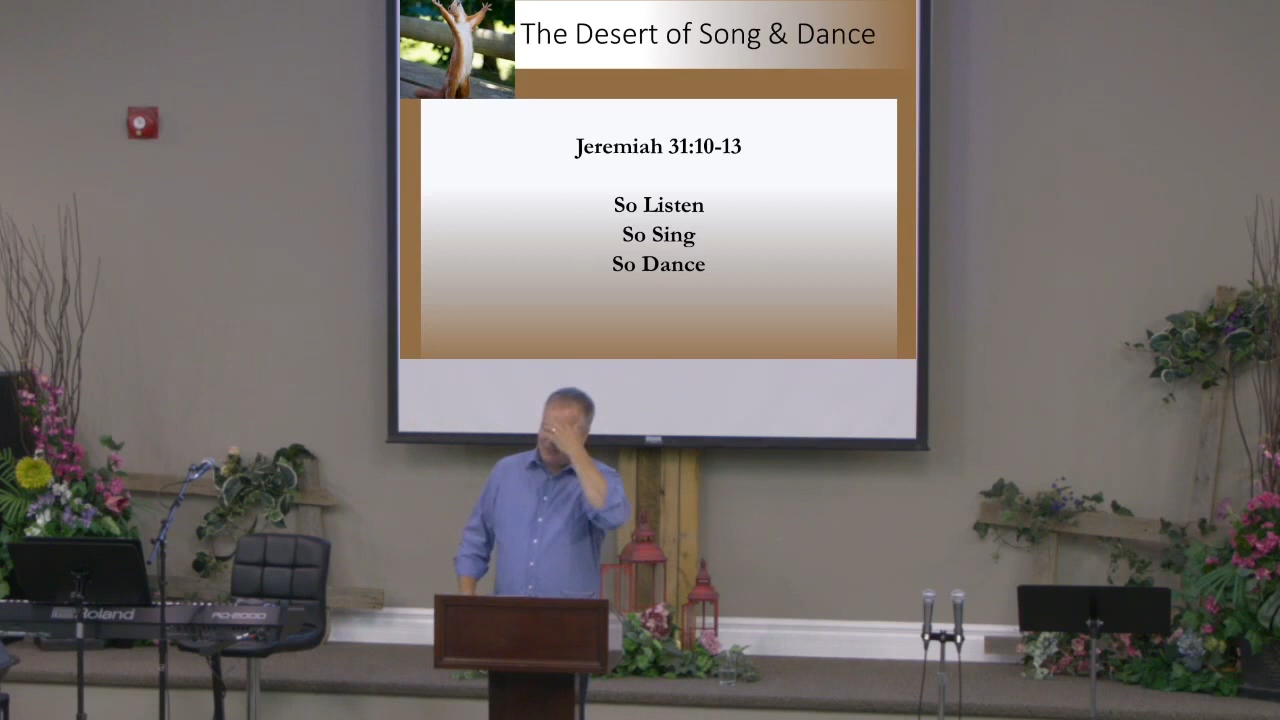 The Desert of Song & Dance
Jeremiah 31:10-13
So Listen
So Sing
So Dance
Roland